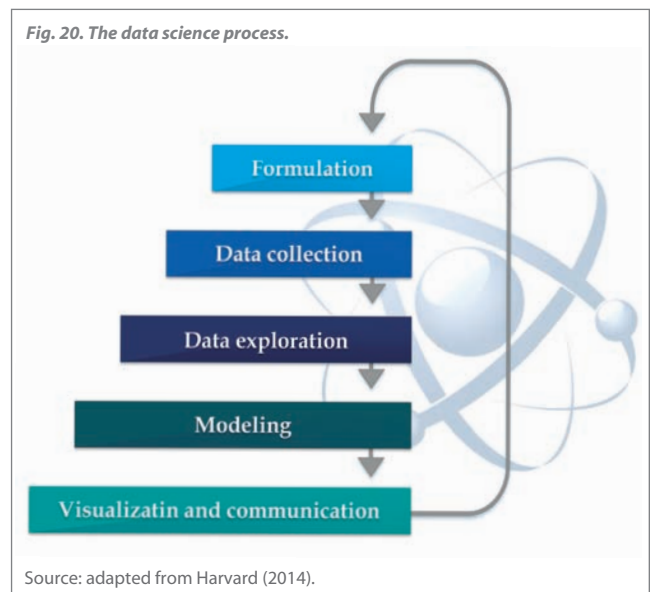 Fig. 20. The data science process.
Formulation
Data collection
Data exploration
Modeling
Visualizatin and communication
Source: adapted from Harvard (2014).